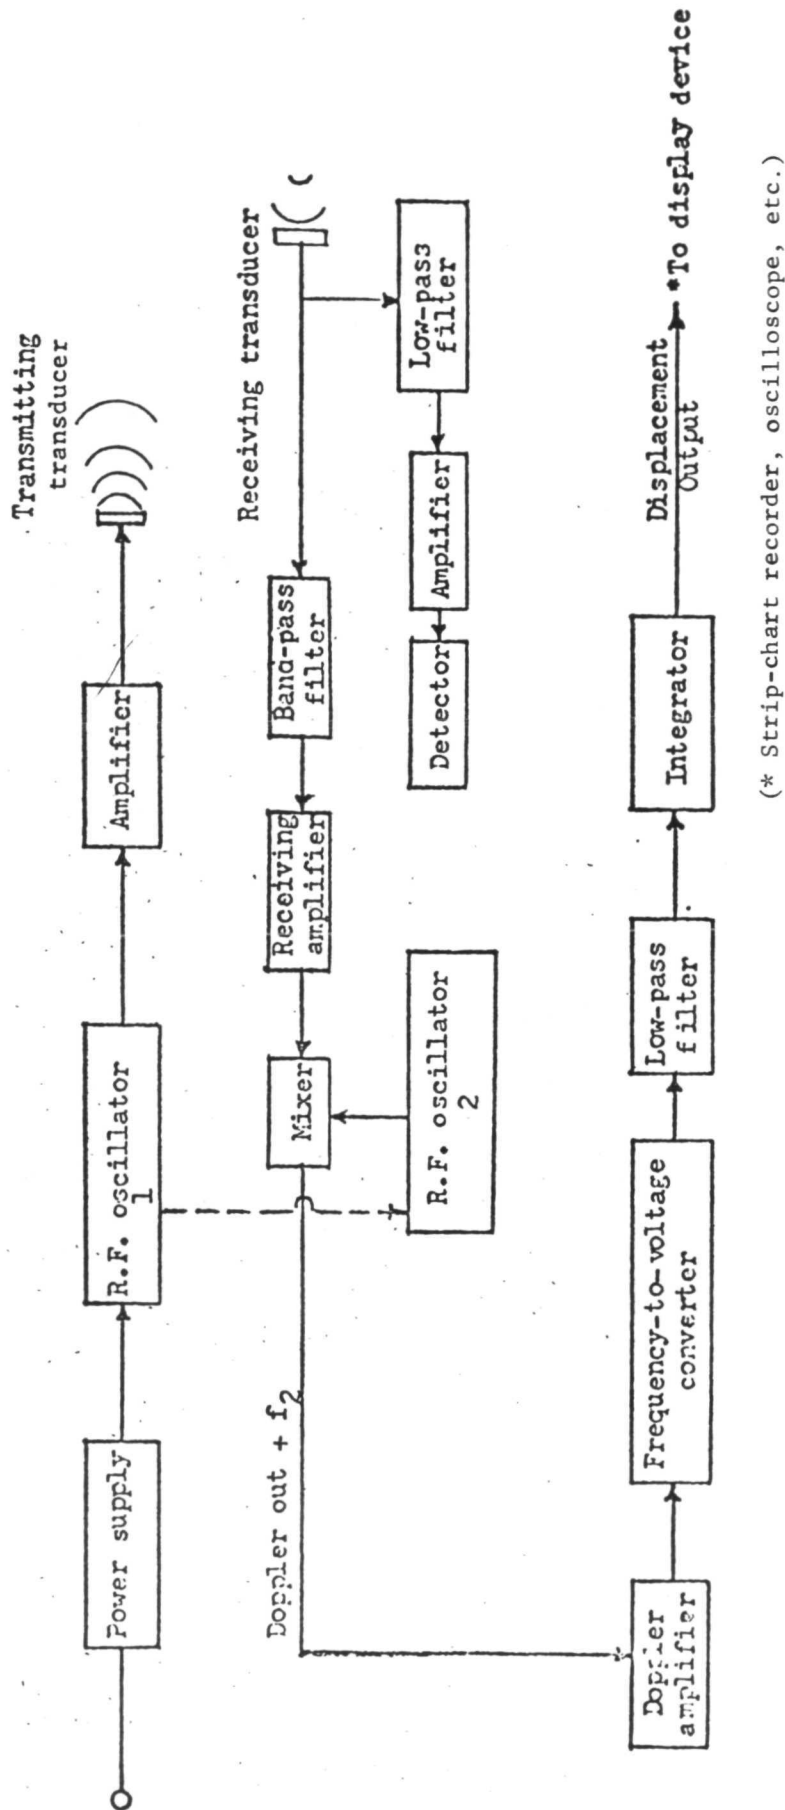 Power supply
R.F. oscillator
1
Amplifier
Transmitting
transducer
Receiving transducer
Band-pass
filter
Receiving
amplifier
Mixer
R.F. oscillator
2
Low-pass
filter
Amplifier
Detector
Doppler out + f2
Doppler
amplifier
Frequency-to-voltage
converter
Low-pass
filter
Integrator
Displacement
Output
*To display device
(* Strip-chart recorder, oscilloscope, etc.)